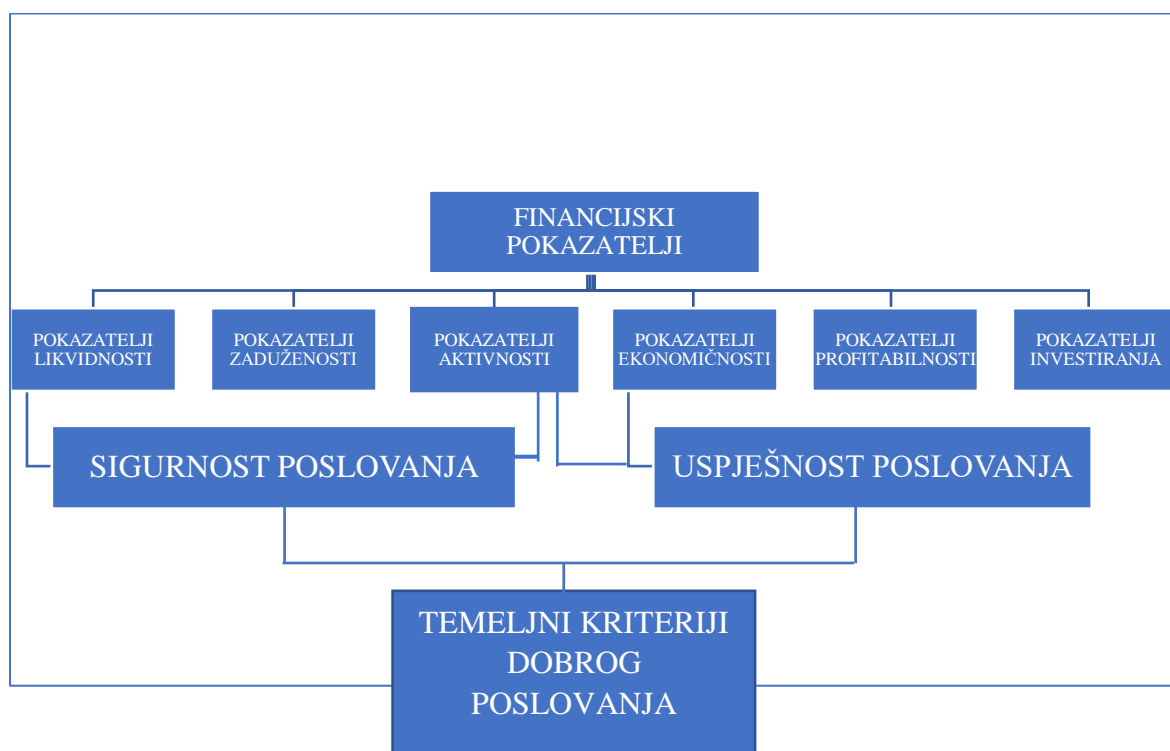 FINANCIJSKI
POKAZATELJI
POKAZATELJI
LIKVIDNOSTI
POKAZATELJI
ZADUŽENOSTI
POKAZATELJI
AKTIVNOSTI
POKAZATELJI
EKONOMIČNOSTI
POKAZATELJI
PROFITABILNOSTI
POKAZATELJI
INVESTIRANJA
SIGURNOST POSLOVANJA
USPJEŠNOST POSLOVANJA
TEMELJNI KRITERIJI
DOBROG
POSLOVANJA